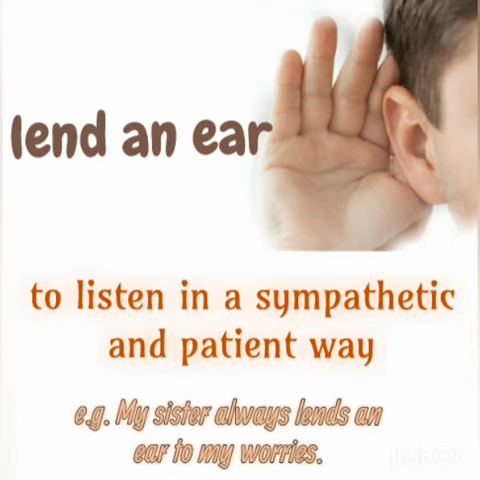 lend an ear
to listen in a sympathetic
and patient way
e.g. My sister always lends an
ear to my worries.